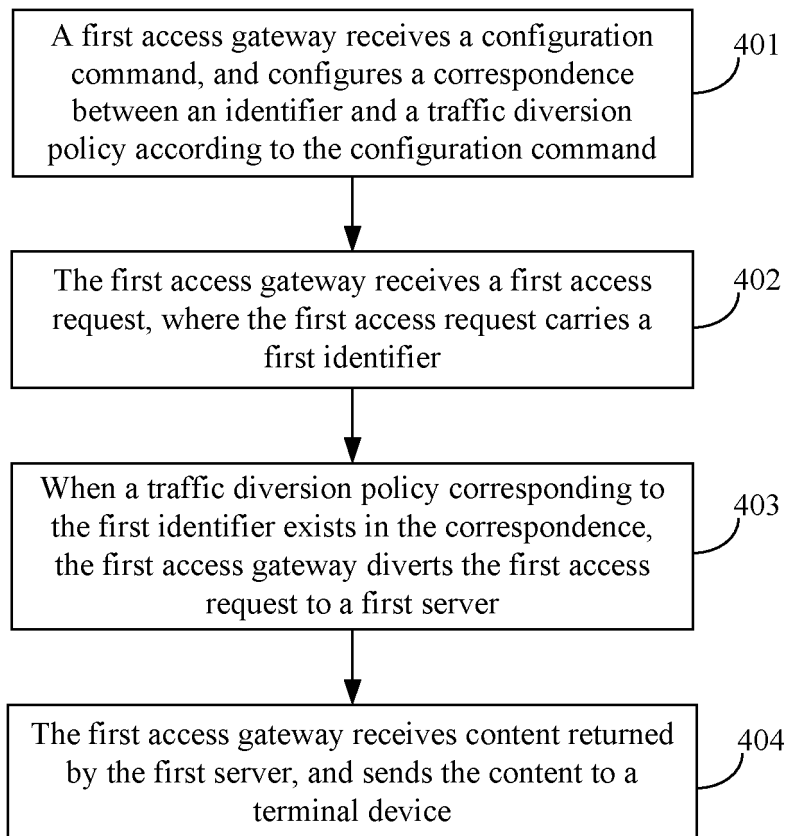 A first access gateway receives a configuration
command, and configures a correspondence
between an identifier and a traffic diversion
policy according to the configuration command
401
The first access gateway receives a first access
request, where the first access request carries a
first identifier
402
When a traffic diversion policy corresponding to
the first identifier exists in the correspondence,
the first access gateway diverts the first access
request to a first server
403
The first access gateway receives content returned
by the first server, and sends the content to a
terminal device
404